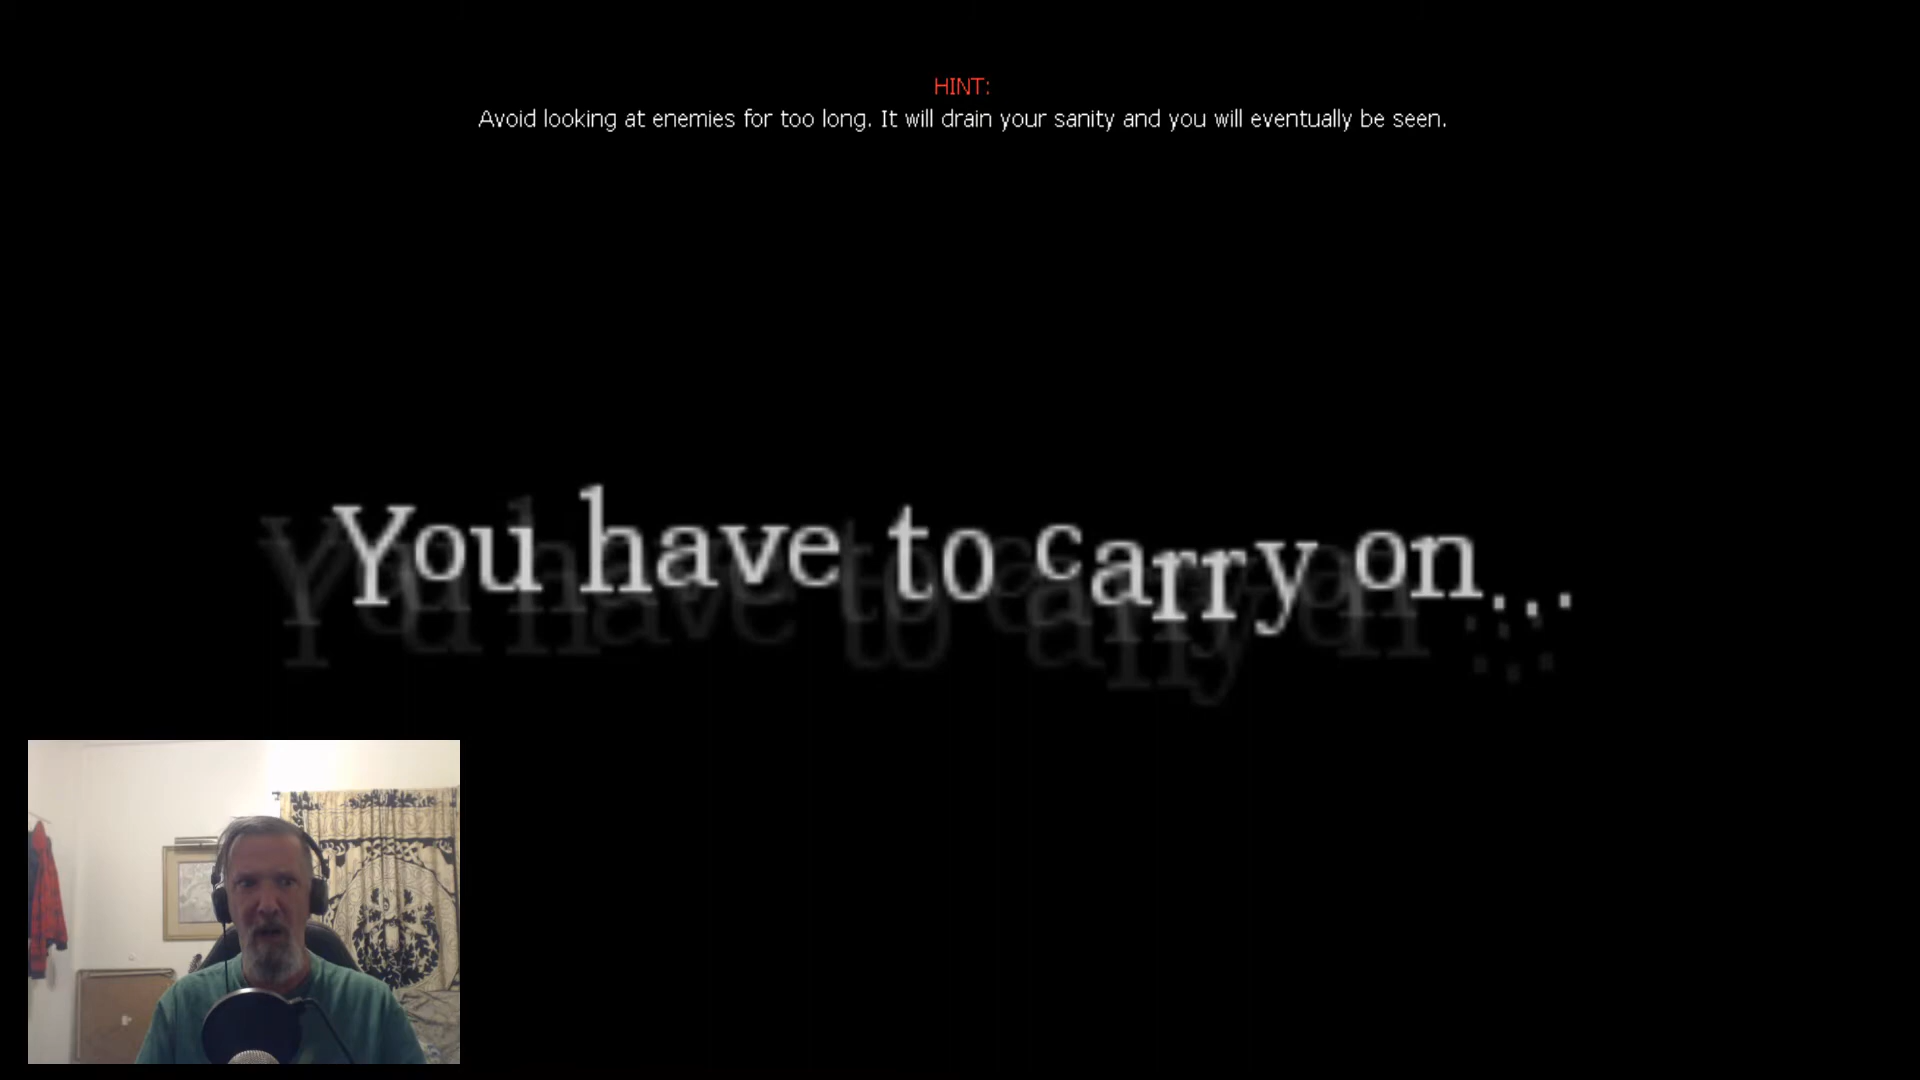 HINT:
Avoid looking at enemies for too long. It will drain your sanity and you will eventually be seen.
You have to carry on...